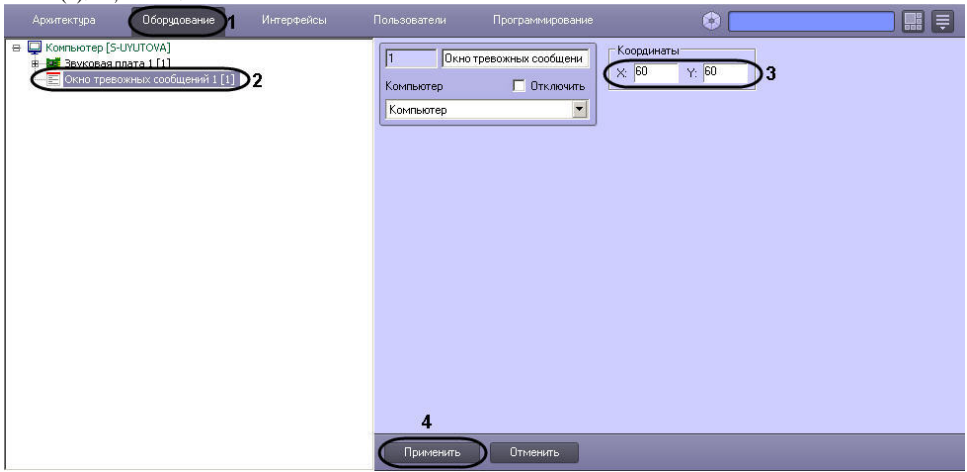 Архитектура Оборудование 1 Интерфейсы Пользователи Программирование
Компьютер [S-UYUTOVA]
Звуковая плата 1 [1]
Окно тревожных сообщений 1 [1] 2
1 Окно тревожных сообщени
Компьютер Отключить
Компьютер
Координаты
X: 60 Y: 60 3
4
Применить Отменить